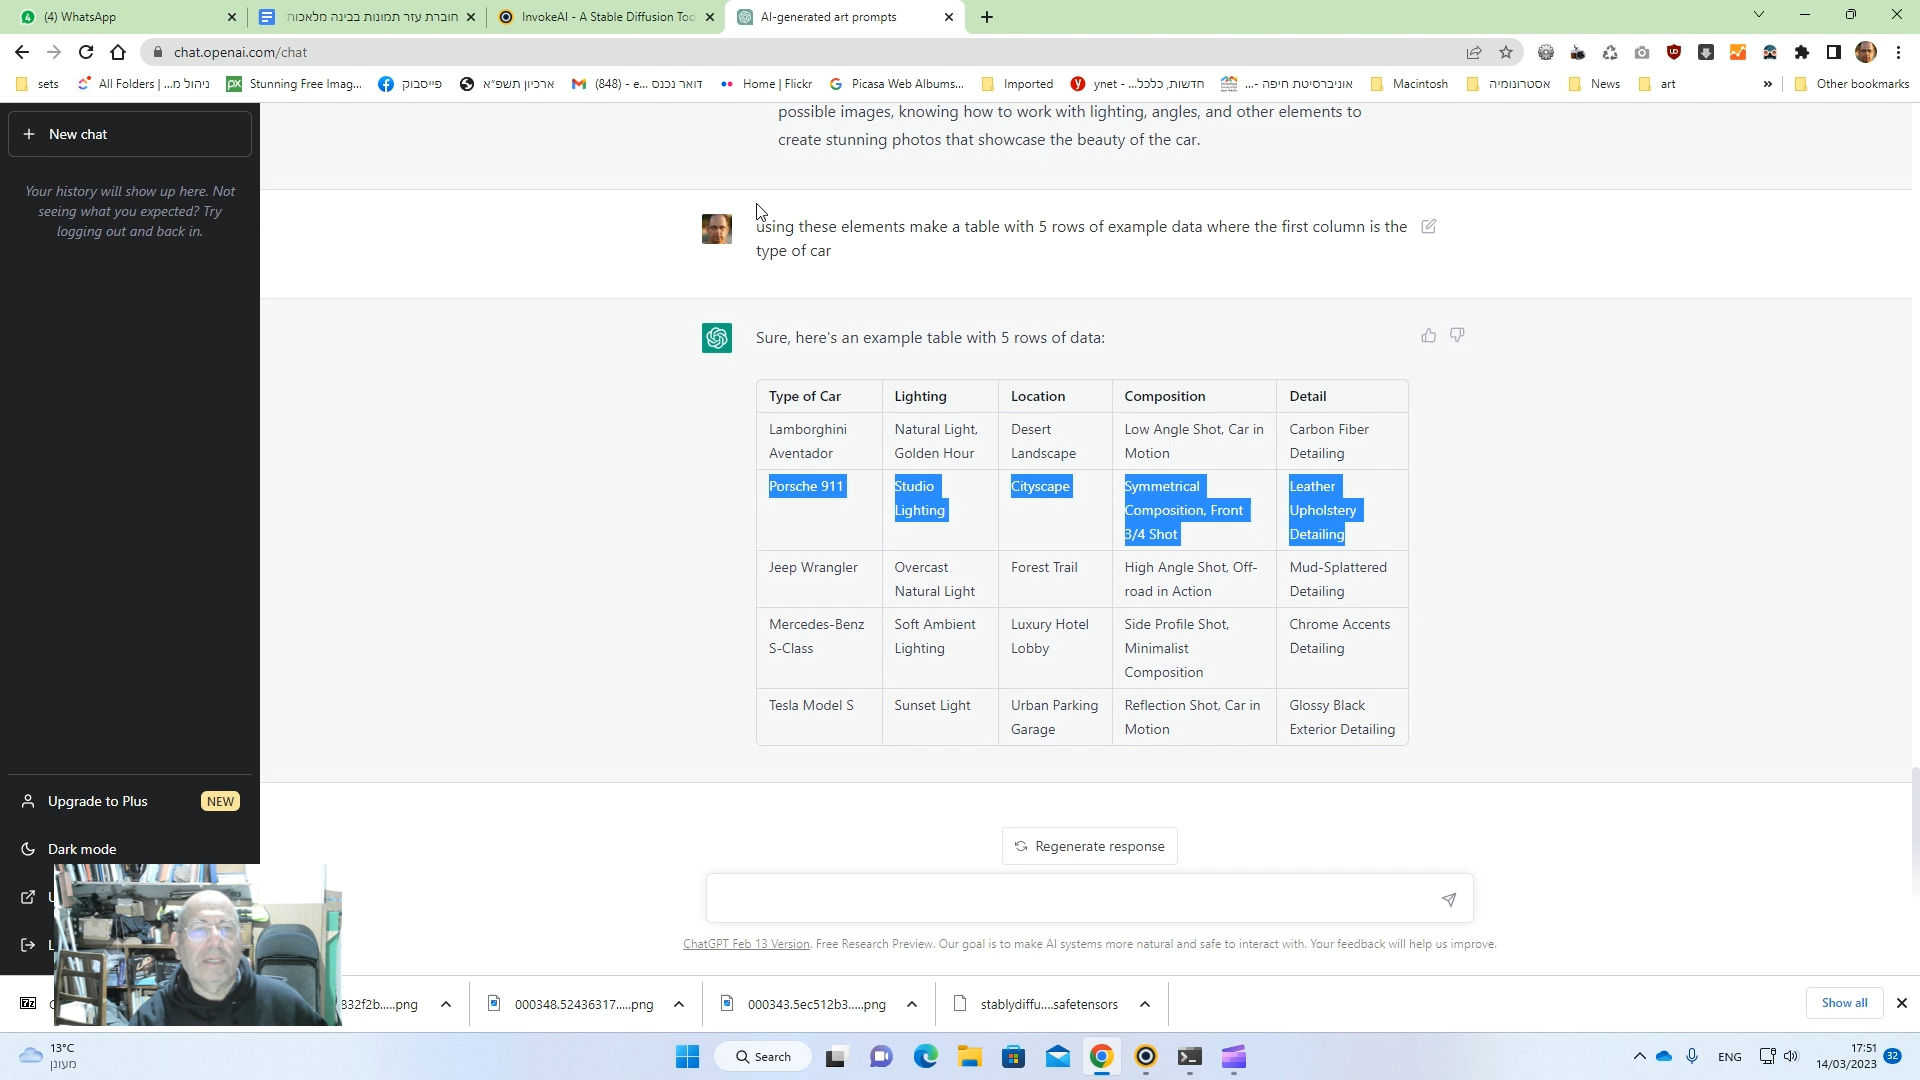 (4) WhatsApp
חוברת עזר תמונות בבינה מלאכותי
InvokeAI - A Stable Diffusion Too
AI-generated art prompts
chat.openai.com/chat
sets
All Folders | ...ניהול מ
Stunning Free Imag...
פייסבוק
ארכיון תשפ"א
דואר נכנס (848) - e...
Home | Flickr
Picasa Web Albums...
Imported
ynet - ...חדשות, כלכל
אוניברסיטת חיפה -...
Macintosh
אסטרונומיה
News
art
»
Other bookmarks
New chat
Your history will show up here. Not
seeing what you expected? Try
logging out and back in.
possible images, knowing how to work with lighting, angles, and other elements to
create stunning photos that showcase the beauty of the car.
using these elements make a table with 5 rows of example data where the first column is the
type of car
Sure, here's an example table with 5 rows of data:
Type of Car Lighting Location Composition Detail
Lamborghini Natural Light, Desert Low Angle Shot, Car in Carbon Fiber
Aventador Golden Hour Landscape Motion Detailing
Porsche 911 Studio Cityscape Symmetrical Leather
Lighting Composition, Front Upholstery
3/4 Shot Detailing
Jeep Wrangler Overcast Forest Trail High Angle Shot, Off- Mud-Splattered
Natural Light road in Action Detailing
Mercedes-Benz Soft Ambient Luxury Hotel Side Profile Shot, Chrome Accents
S-Class Lighting Lobby Minimalist Detailing
Composition
Tesla Model S Sunset Light Urban Parking Reflection Shot, Car in Glossy Black
Garage Motion Exterior Detailing
Upgrade to Plus NEW
Dark mode
Regenerate response
ChatGPT Feb 13 Version. Free Research Preview. Our goal is to make AI systems more natural and safe to interact with. Your feedback will help us improve.
832f2b.....png
000348.52436317.....png
000343.5ec512b3.....png
stablydiffu....safetensors
Show all
13°C
מעונן
Search
ENG
17:51
14/03/2023
32